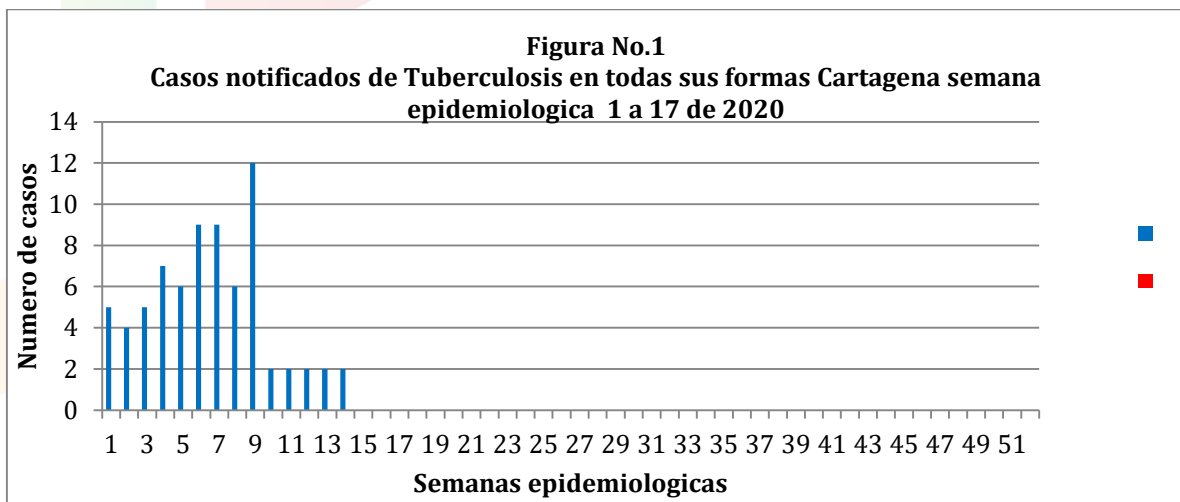 Figura No.1
Casos notificados de Tuberculosis en todas sus formas Cartagena semana
epidemiologica 1 a 17 de 2020
Numero de casos
14
12
10
8
6
4
2
0
1 3 5 7 9 11 13 15 17 19 21 23 25 27 29 31 33 35 37 39 41 43 45 47 49 51
Semanas epidemiologicas